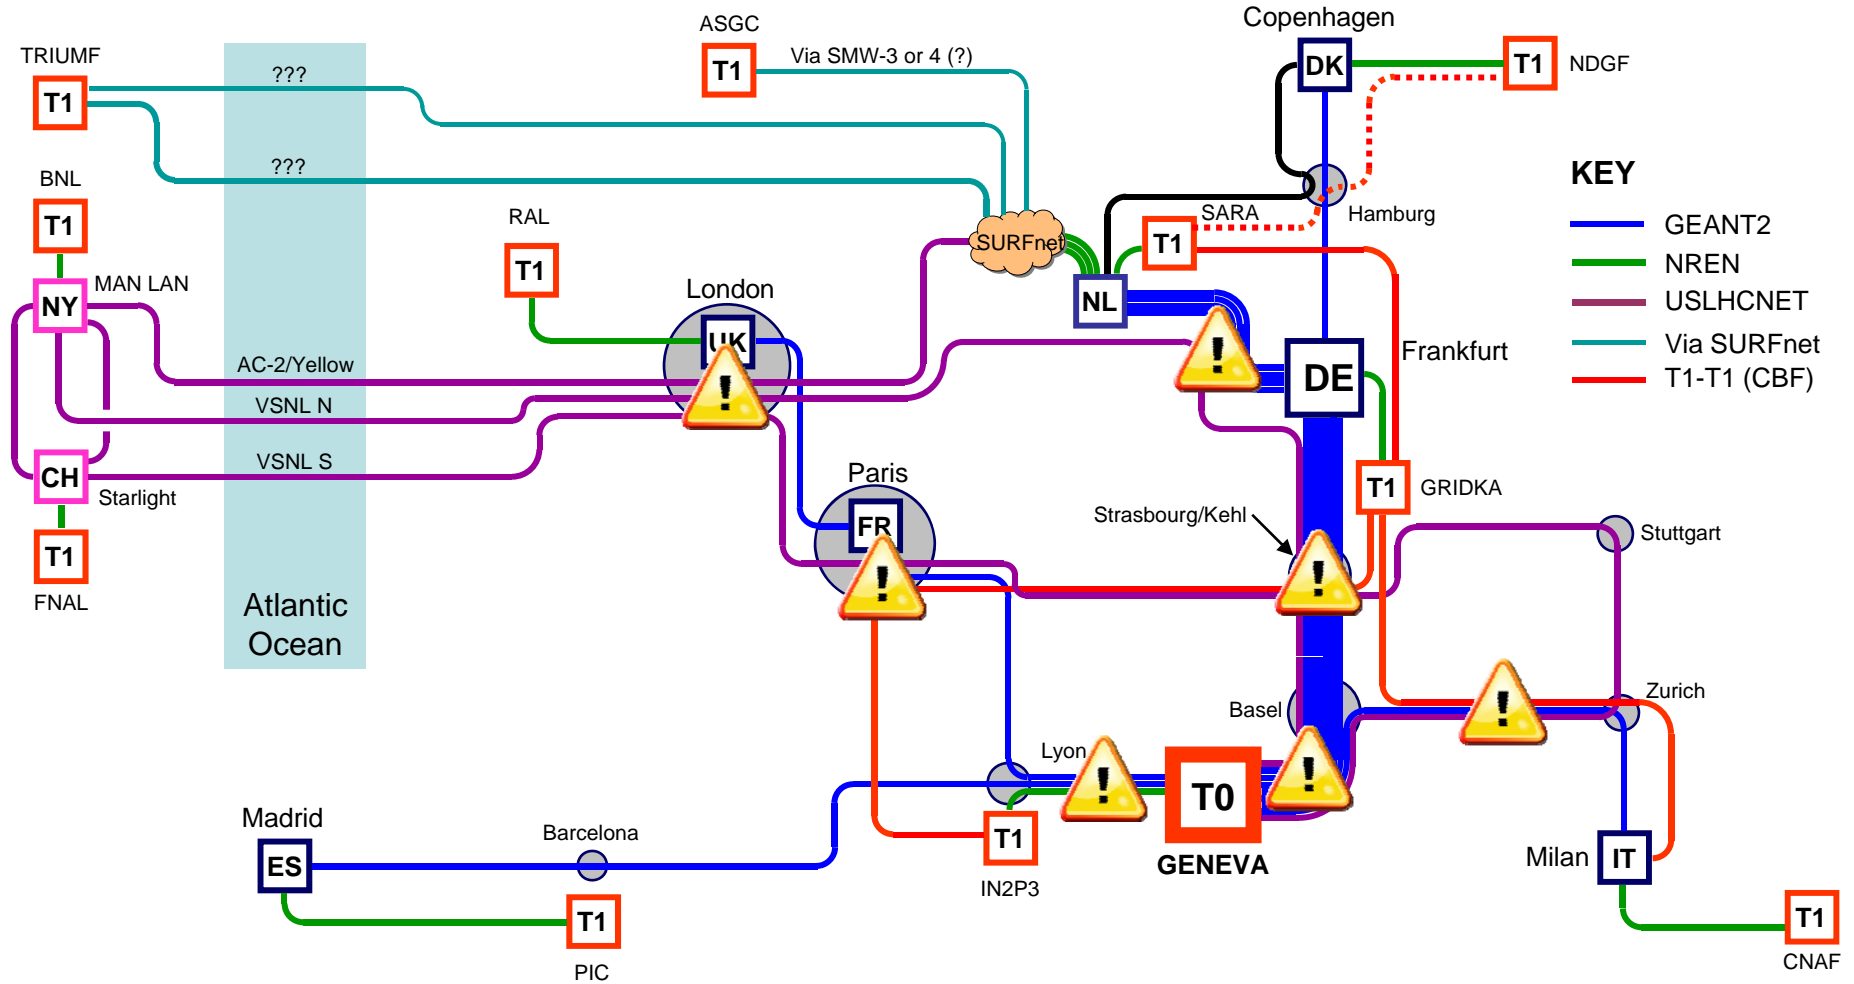 Copenhagen
ASGC
TRIUMF
???
Via SMW-3 or 4 (?)
DK
T1
NDGF
T1
T1
???
BNL
KEY
RAL
SARA
Hamburg
T1
GEANT2
SURFnet
T1
NREN
T1
MAN LAN
London
NY
NL
USLHCNET
UK
Via SURFnet
Frankfurt
AC-2/Yellow
DE
T1-T1 (CBF)
VSNL N
!
!
VSNL S
Paris
CH
Starlight
T1
GRIDKA
Strasbourg/Kehl
FR
Stuttgart
T1
!
!
FNAL
Atlantic
Ocean
Zurich
Basel
!
Lyon
!
!
T0
Madrid
Barcelona
T1
GENEVA
Milan
IT
ES
IN2P3
T1
T1
PIC
CNAF